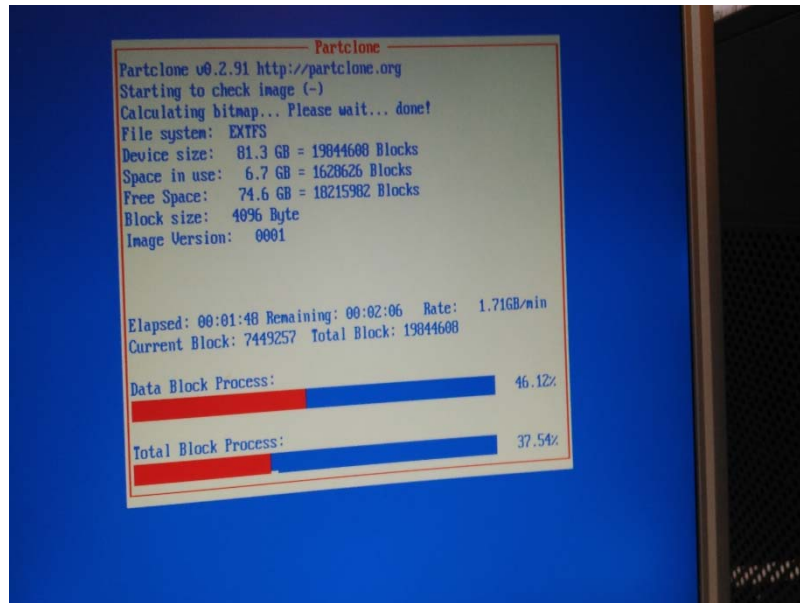 Partclone
Partclone v0.2.91 http://partclone.org
Starting to check image (-)
Calculating bitmap... Please wait... done!
File system: EXTFS
Device size: 81.3 GB = 19844608 Blocks
Space in use: 6.7 GB = 1628626 Blocks
Free Space: 74.6 GB = 18215982 Blocks
Block size: 4096 Byte
Image Version: 0001
Elapsed: 00:01:48 Remaining: 00:02:06 Rate: 1.71GB/min
Current Block: 7449257 Total Block: 19844608
Data Block Process:
46.12%
Total Block Process:
37.54%